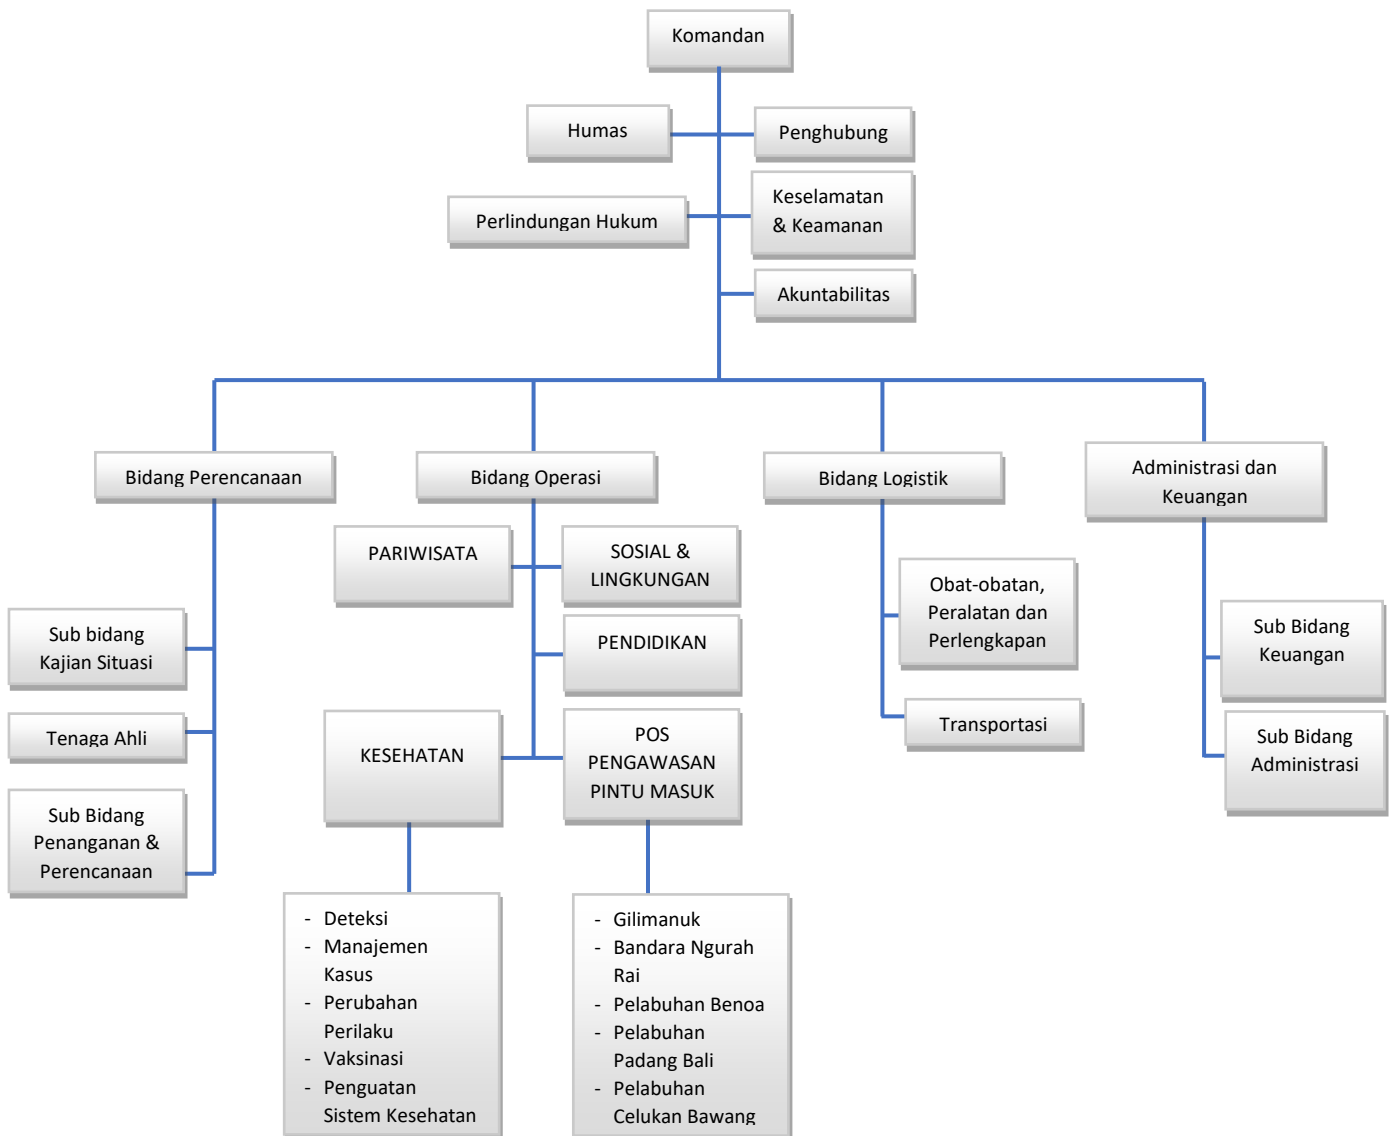 Komandan
Humas
Penghubung
Perlindungan Hukum
Keselamatan
& Keamanan
Akuntabilitas
Bidang Perencanaan
Bidang Operasi
Bidang Logistik
Administrasi dan
Keuangan
Sub bidang
Kajian Situasi
Tenaga Ahli
Sub Bidang
Penanganan &
Perencanaan
PARIWISATA
SOSIAL &
LINGKUNGAN
PENDIDIKAN
KESEHATAN
POS
PENGAWASAN
PINTU MASUK
- Deteksi
- Manajemen
Kasus
- Perubahan
Perilaku
- Vaksinasi
- Penguatan
Sistem Kesehatan
- Gilimanuk
- Bandara Ngurah
Rai
- Pelabuhan Benoa
- Pelabuhan
Padang Bali
- Pelabuhan
Celukan Bawang
Obat-obatan,
Peralatan dan
Perlengkapan
Transportasi
Sub Bidang
Keuangan
Sub Bidang
Administrasi